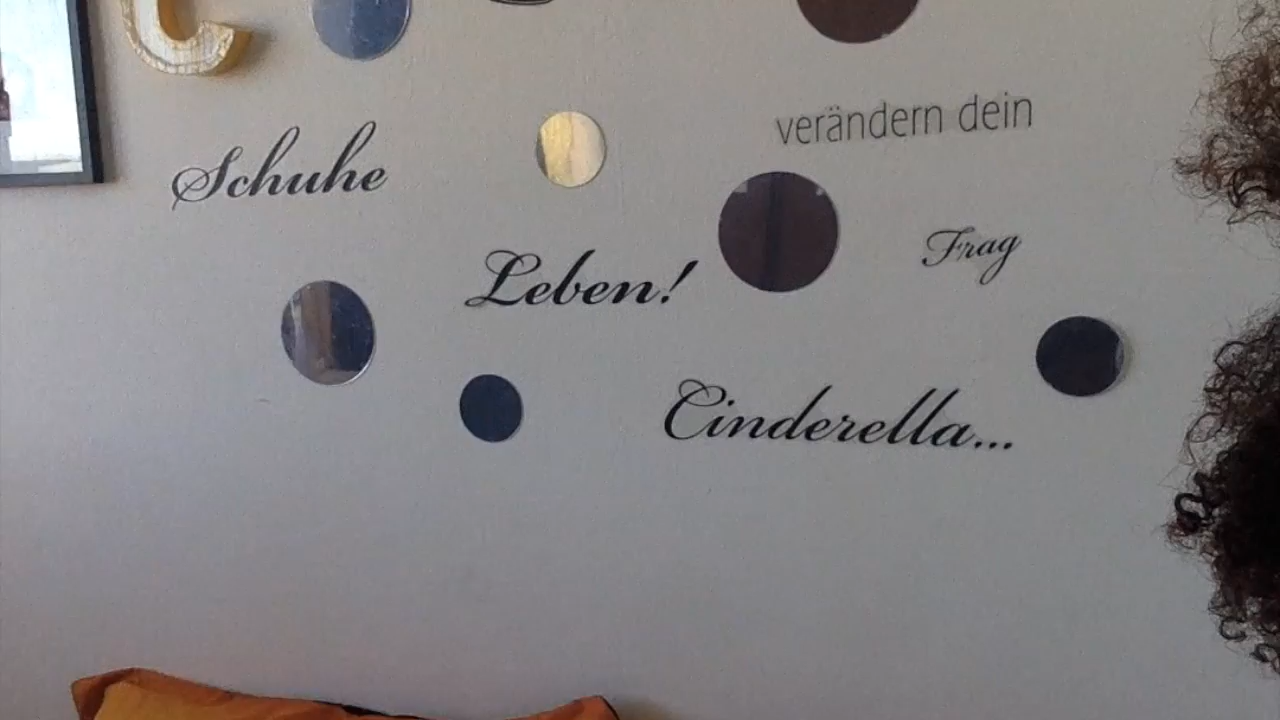 Schuhe
verändern dein
Leben!
Frag
Cinderella...